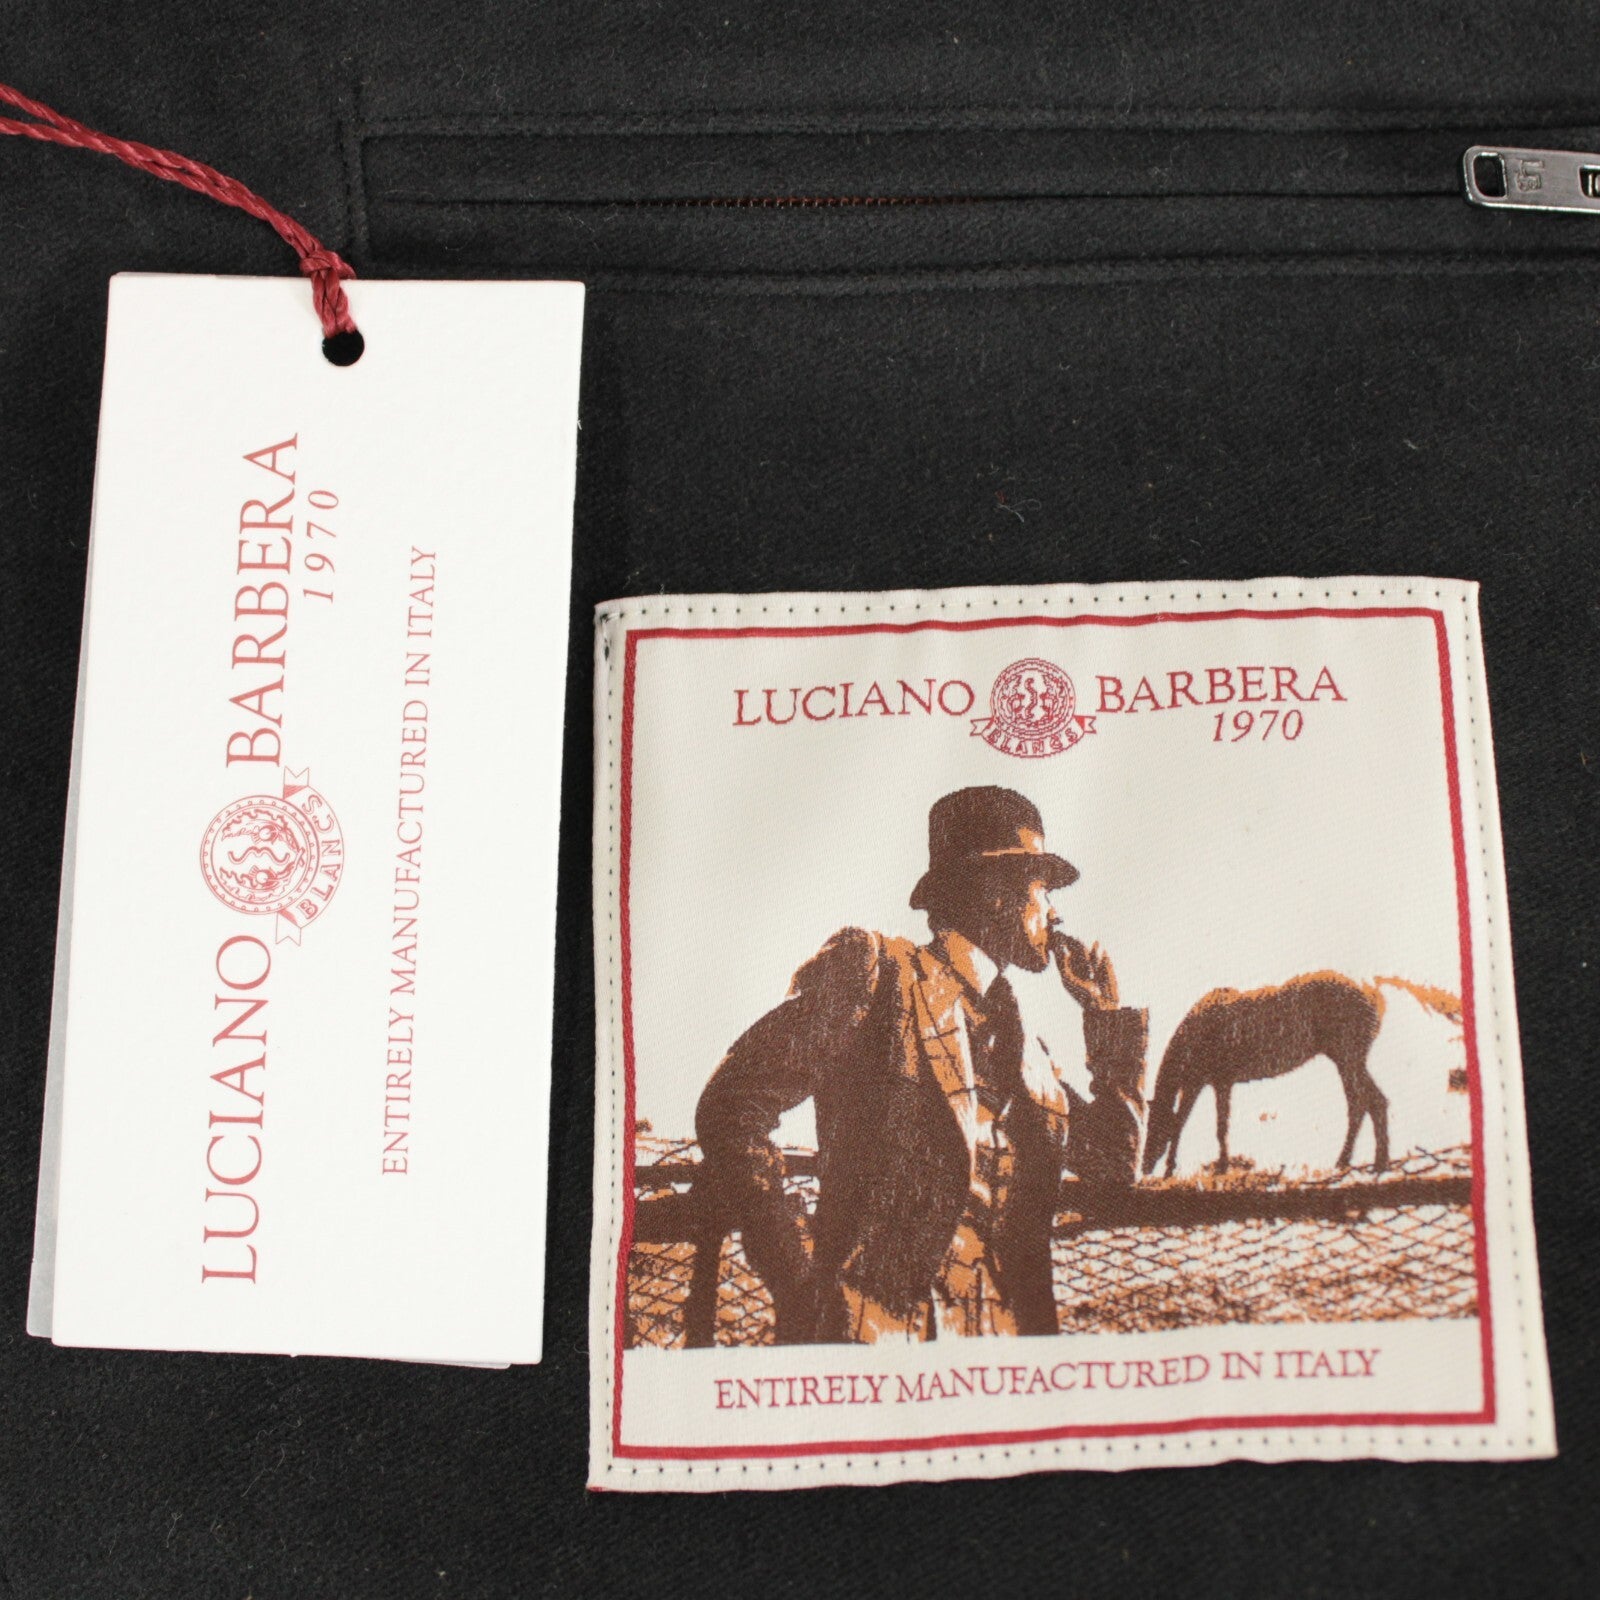 LUCIANO BARBERA
1970
BLANCS
ENTIRELY MANUFACTURED IN ITALY
LUCIANO BARBERA
1970
BLANCS
ENTIRELY MANUFACTURED IN ITALY